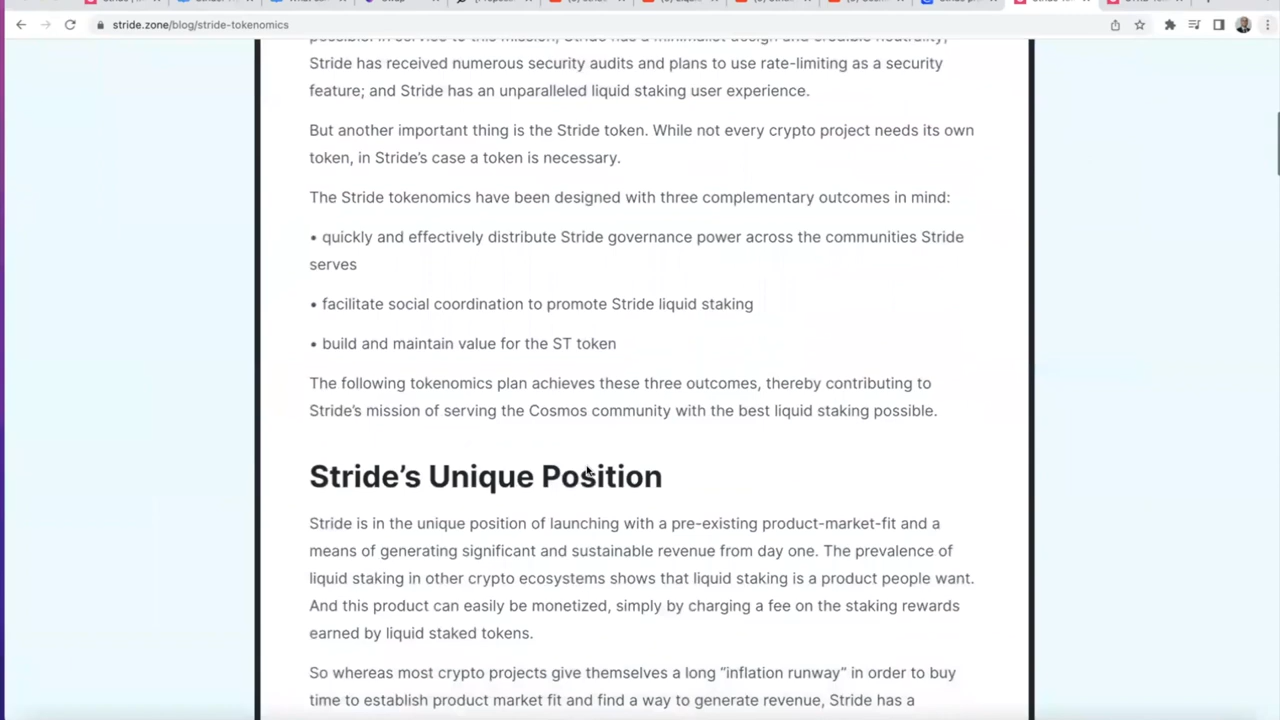 stride.zone/blog/stride-tokenomics
Stride has received numerous security audits and plans to use rate-limiting as a security
feature; and Stride has an unparalleled liquid staking user experience.
But another important thing is the Stride token. While not every crypto project needs its own
token, in Stride’s case a token is necessary.
The Stride tokenomics have been designed with three complementary outcomes in mind:
• quickly and effectively distribute Stride governance power across the communities Stride
serves
• facilitate social coordination to promote Stride liquid staking
• build and maintain value for the ST token
The following tokenomics plan achieves these three outcomes, thereby contributing to
Stride’s mission of serving the Cosmos community with the best liquid staking possible.
Stride’s Unique Position
Stride is in the unique position of launching with a pre-existing product-market-fit and a
means of generating significant and sustainable revenue from day one. The prevalence of
liquid staking in other crypto ecosystems shows that liquid staking is a product people want.
And this product can easily be monetized, simply by charging a fee on the staking rewards
earned by liquid staked tokens.
So whereas most crypto projects give themselves a long “inflation runway” in order to buy
time to establish product market fit and find a way to generate revenue, Stride has a